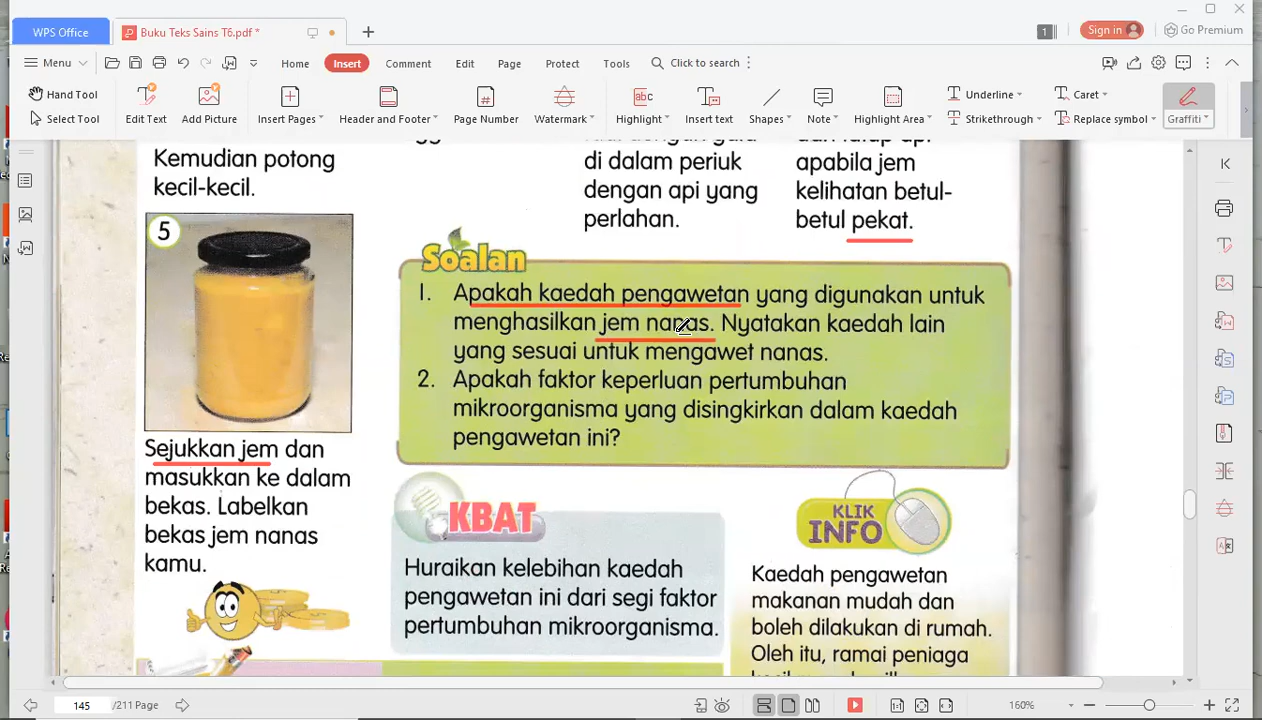 WPS Office
Buku Teks Sains T6.pdf *
1
Sign in
Go Premium
Menu
Home
Insert
Comment
Edit
Page
Protect
Tools
Click to search
Hand Tool
Select Tool
Edit Text
Add Picture
Insert Pages
Header and Footer
Page Number
Watermark
Highlight
Insert text
Shapes
Note
Highlight Area
Underline
Strikethrough
Caret
Replace symbol
Graffiti
Kemudian potong
kecil-kecil.
di dalam periuk
dengan api yang
perlahan.
apabila jem
kelihatan betul-
betul pekat.
5
Sejukkan jem dan
masukkan ke dalam
bekas. Labelkan
bekas jem nanas
kamu.
Soalan
1. Apakah kaedah pengawetan yang digunakan untuk
menghasilkan jem nanas. Nyatakan kaedah lain
yang sesuai untuk mengawet nanas.
2. Apakah faktor keperluan pertumbuhan
mikroorganisma yang disingkirkan dalam kaedah
pengawetan ini?
KBAT
Huraikan kelebihan kaedah
pengawetan ini dari segi faktor
pertumbuhan mikroorganisma.
KLIK
INFO
Kaedah pengawetan
makanan mudah dan
boleh dilakukan di rumah.
Oleh itu, ramai peniaga
145
/211 Page
160%